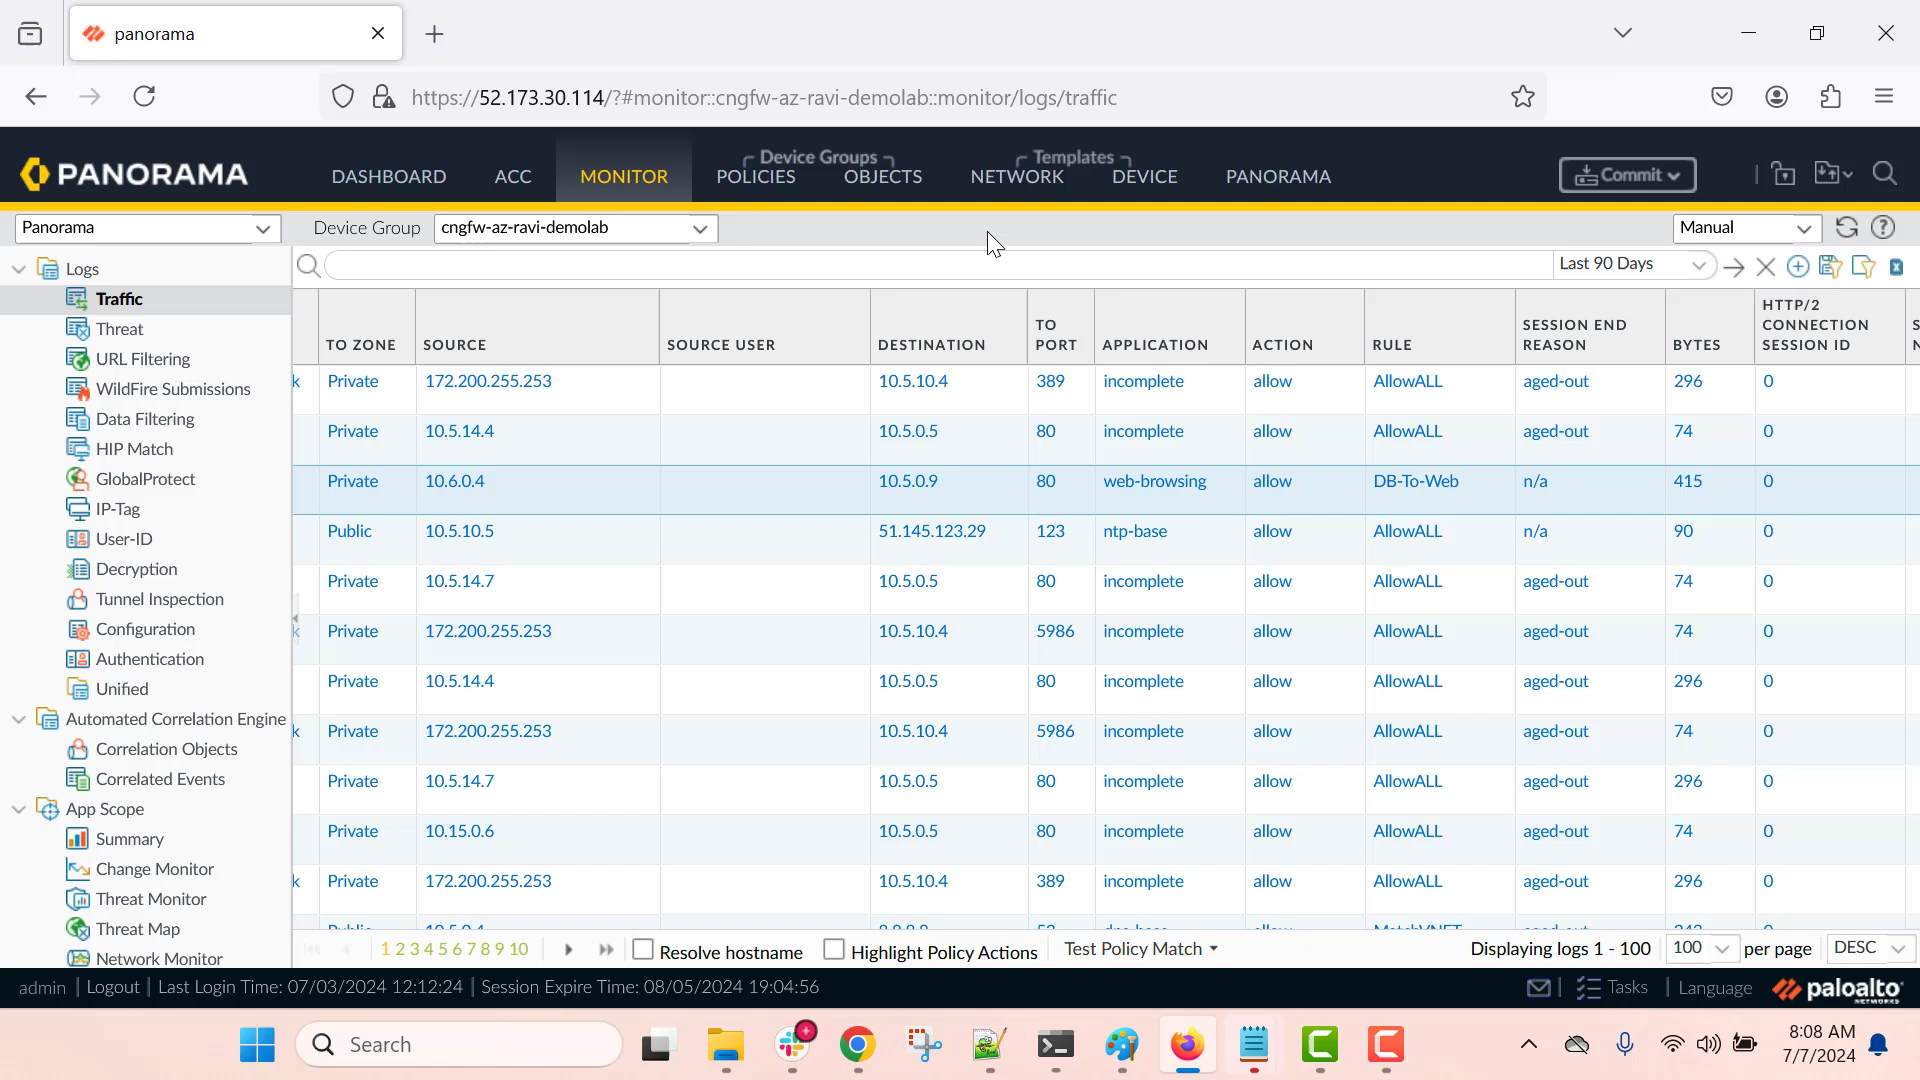 panorama
https://52.173.30.114/?#monitor::cngfw-az-ravi-demolab::monitor/logs/traffic
PANORAMA
DASHBOARD
ACC
MONITOR
Device Groups
POLICIES
OBJECTS
Templates
NETWORK
DEVICE
PANORAMA
Commit
Panorama
Device Group
cngfw-az-ravi-demolab
Manual
Last 90 Days
Logs
Traffic
Threat
URL Filtering
WildFire Submissions
Data Filtering
HIP Match
GlobalProtect
IP-Tag
User-ID
Decryption
Tunnel Inspection
Configuration
Authentication
Unified
Automated Correlation Engine
Correlation Objects
Correlated Events
App Scope
Summary
Change Monitor
Threat Monitor
Threat Map
Network Monitor
TO ZONE SOURCE SOURCE USER DESTINATION TO PORT APPLICATION ACTION RULE SESSION END REASON BYTES HTTP/2 CONNECTION SESSION ID
k Private 172.200.255.253 10.5.10.4 389 incomplete allow AllowALL aged-out 296 0
Private 10.5.14.4 10.5.0.5 80 incomplete allow AllowALL aged-out 74 0
Private 10.6.0.4 10.5.0.9 80 web-browsing allow DB-To-Web n/a 415 0
Public 10.5.10.5 51.145.123.29 123 ntp-base allow AllowALL n/a 90 0
Private 10.5.14.7 10.5.0.5 80 incomplete allow AllowALL aged-out 74 0
k Private 172.200.255.253 10.5.10.4 5986 incomplete allow AllowALL aged-out 74 0
Private 10.5.14.4 10.5.0.5 80 incomplete allow AllowALL aged-out 296 0
k Private 172.200.255.253 10.5.10.4 5986 incomplete allow AllowALL aged-out 74 0
Private 10.5.14.7 10.5.0.5 80 incomplete allow AllowALL aged-out 296 0
Private 10.15.0.6 10.5.0.5 80 incomplete allow AllowALL aged-out 74 0
k Private 172.200.255.253 10.5.10.4 389 incomplete allow AllowALL aged-out 296 0
1 2 3 4 5 6 7 8 9 10
Resolve hostname
Highlight Policy Actions
Test Policy Match
Displaying logs 1 - 100
100
per page
DESC
admin | Logout | Last Login Time: 07/03/2024 12:12:24 | Session Expire Time: 08/05/2024 19:04:56
Tasks | Language
paloalto
NETWORKS
Search
8:08 AM
7/7/2024